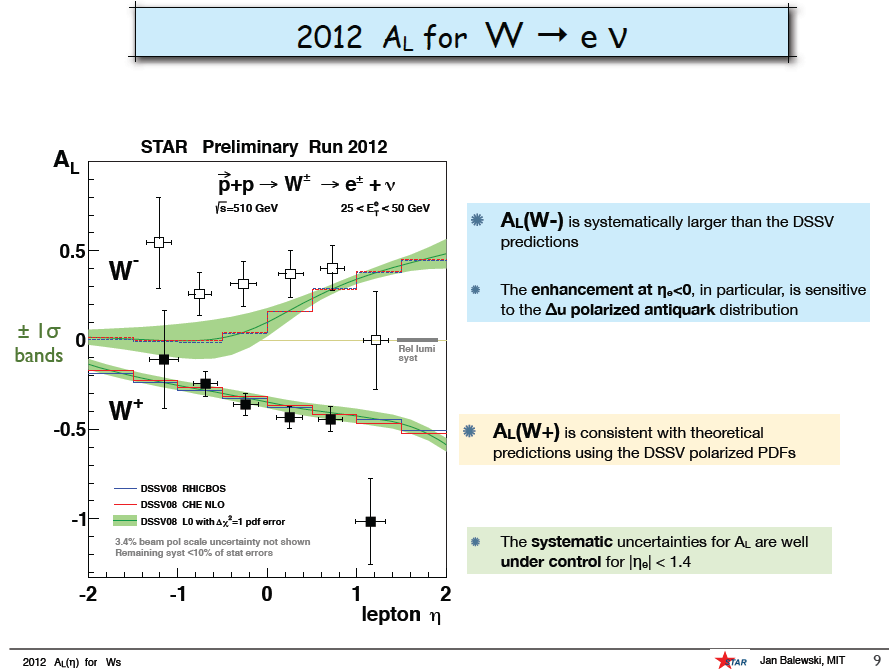 2012 AL for W → e ν
STAR Preliminary Run 2012
AL
p+p → W± → e± + ν
√s=510 GeV
25 < EeT < 50 GeV
0.5
W-
± 1σ
bands
0
Rel lumi
syst
W+
-0.5
DSSV08 RHICBOS
DSSV08 CHE NLO
DSSV08 L0 with Δχ2=1 pdf error
-1
3.4% beam pol scale uncertainty not shown
Remaining syst <10% of stat errors
-2 -1 0 1 2
lepton η
AL(W-) is systematically larger than the DSSV
predictions
The enhancement at ηe<0, in particular, is sensitive
to the Δu polarized antiquark distribution
AL(W+) is consistent with theoretical
predictions using the DSSV polarized PDFs
The systematic uncertainties for AL are well
under control for |ηe| < 1.4
2012 AL(η) for Ws
STAR
Jan Balewski, MIT
9